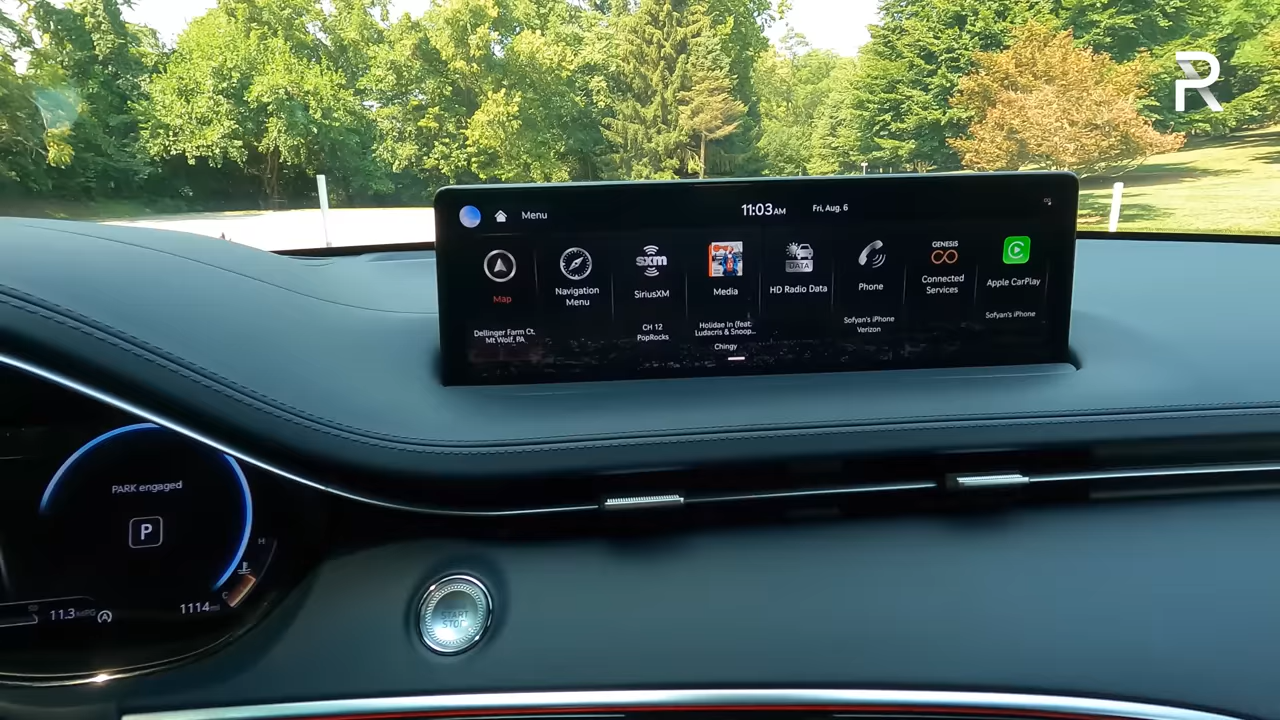 R
Menu
11:03AM
Fri, Aug. 6
Map
Dellinger Farm Ct,
Mt Wolf, PA
Navigation
Menu
sxm
SiriusXM
CH 12
PopRocks
Media
Holidae In (feat.
Ludacris & Snoop...
Chingy
DATA
HD Radio Data
Phone
Sofyan's iPhone
Verizon
GENESIS
Connected
Services
Apple CarPlay
Sofyan's iPhone
PARK engaged
P
H
C
11.3 MPG
A
1114 mi
START
STOP